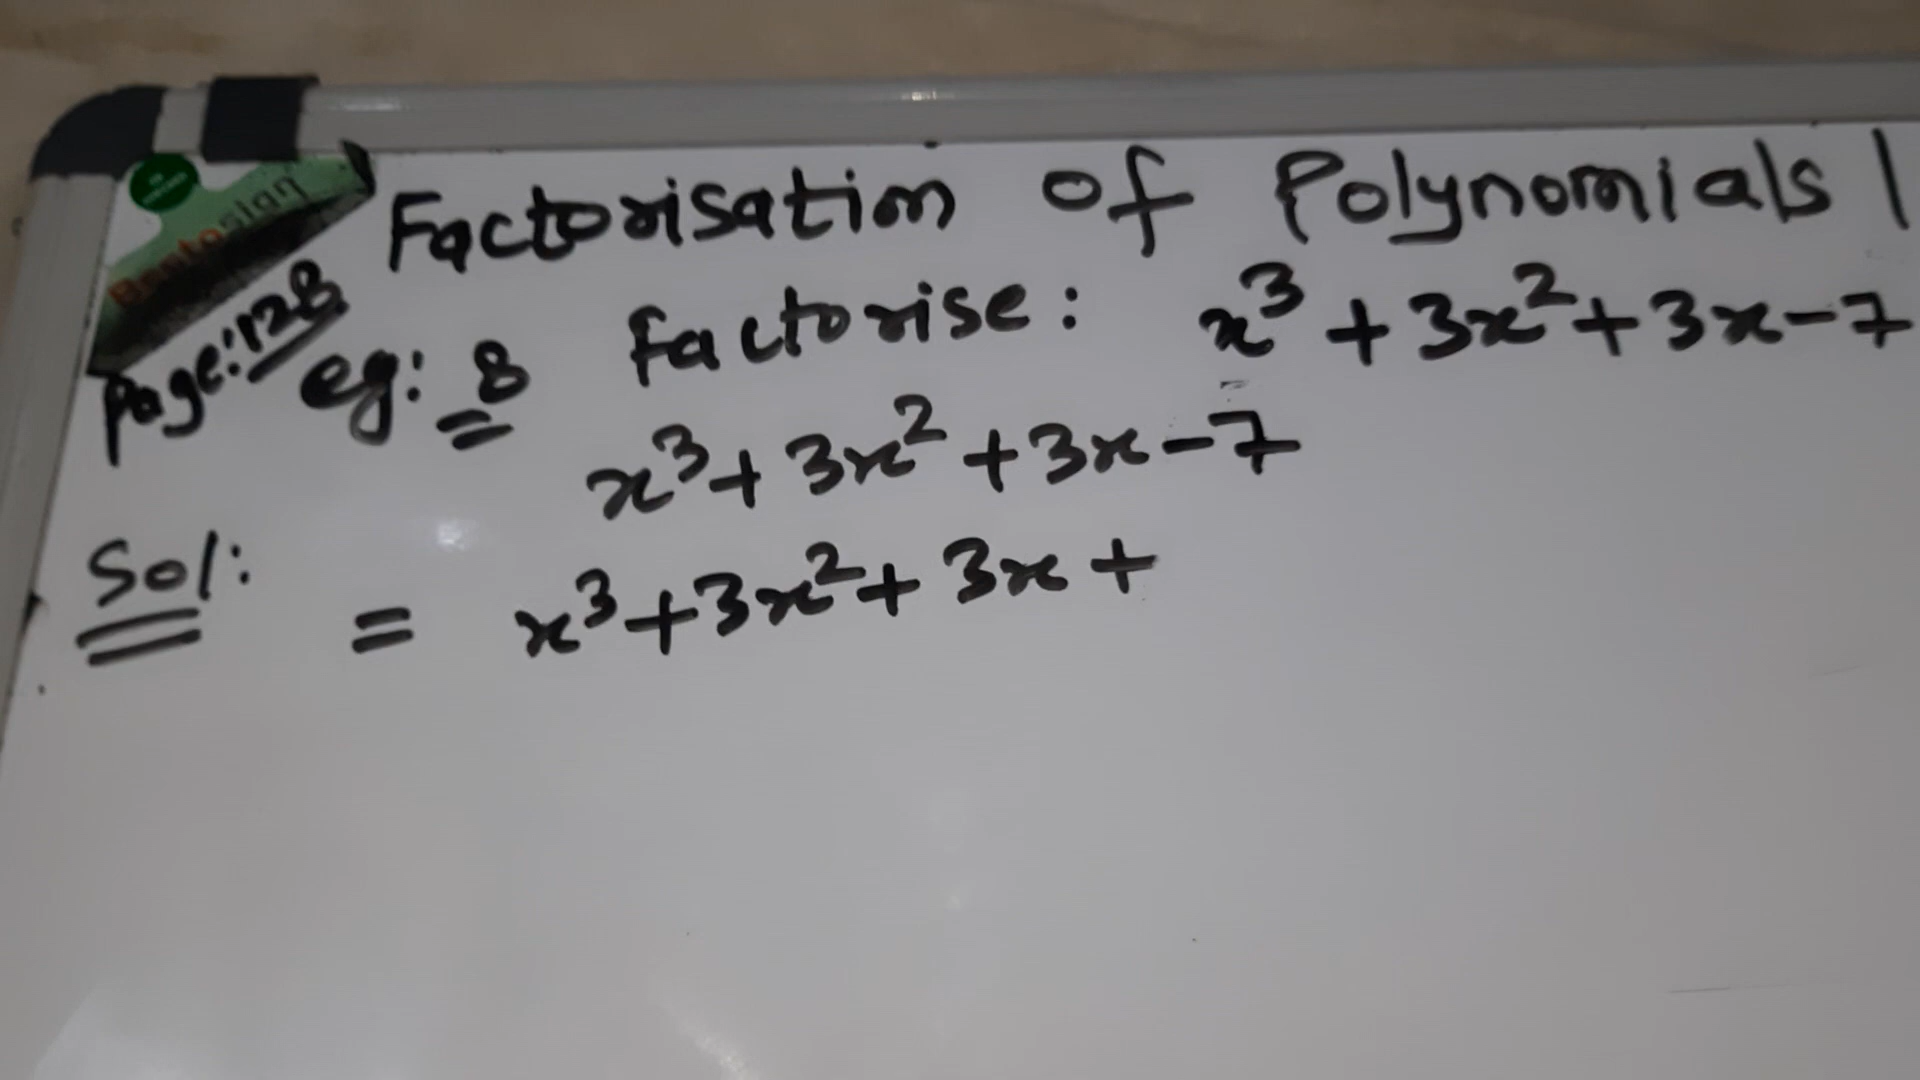 Factorisation of Polynomials |
Page:128
eg: 8 Factorise: x³ + 3x² + 3x - 7
x³ + 3x² + 3x - 7
Sol:
= x³ + 3x² + 3x +